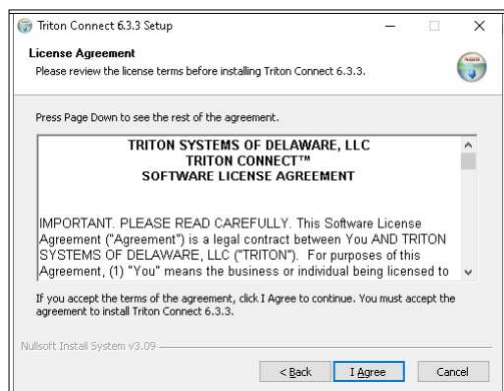 Triton Connect 6.3.3 Setup
License Agreement
Please review the license terms before installing Triton Connect 6.3.3.
Press Page Down to see the rest of the agreement.
TRITON SYSTEMS OF DELAWARE, LLC
TRITON CONNECT™
SOFTWARE LICENSE AGREEMENT
IMPORTANT. PLEASE READ CAREFULLY. This Software License
Agreement ("Agreement") is a legal contract between You AND TRITON
SYSTEMS OF DELAWARE, LLC ("TRITON"). For purposes of this
Agreement, (1) "You" means the business or individual being licensed to
If you accept the terms of the agreement, click I Agree to continue. You must accept the
agreement to install Triton Connect 6.3.3.
Nullsoft Install System v3.09
< Back I Agree Cancel